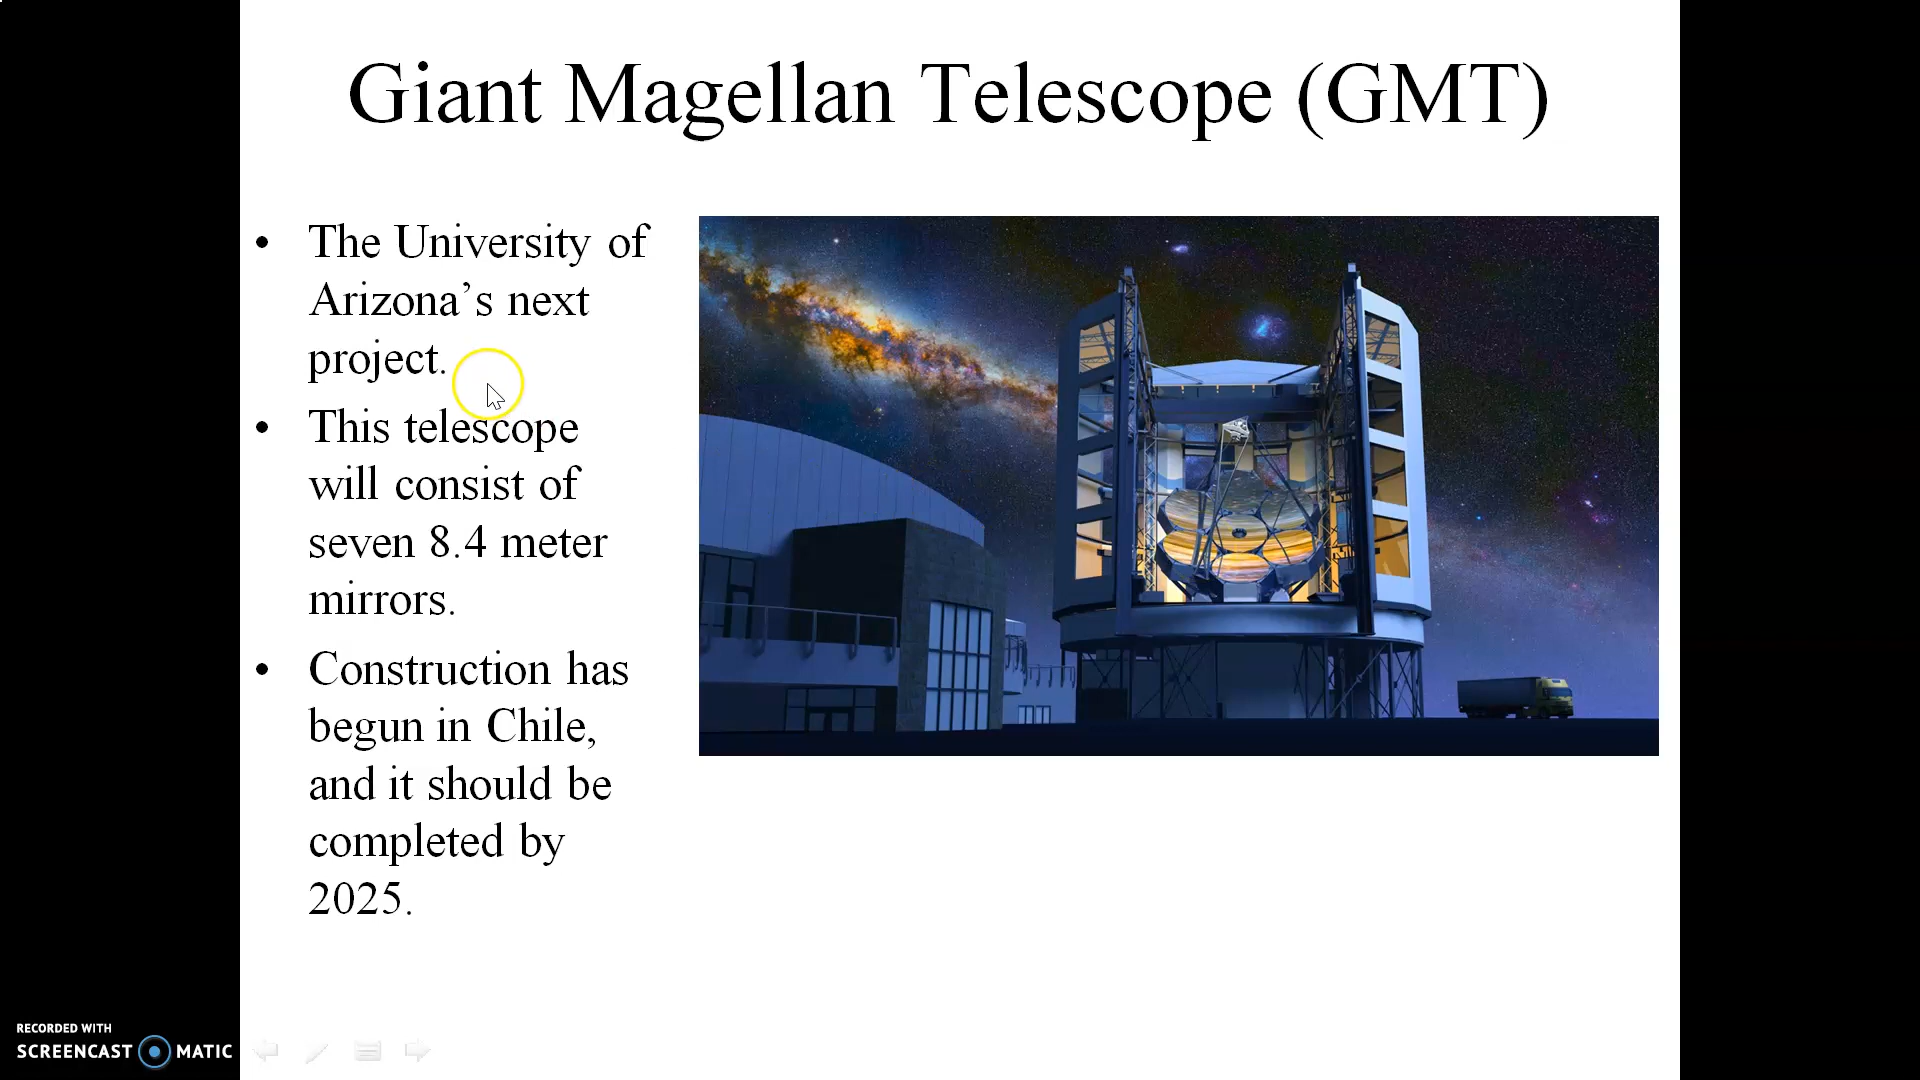 Giant Magellan Telescope (GMT)
• The University of
Arizona’s next
project.
• This telescope
will consist of
seven 8.4 meter
mirrors.
• Construction has
begun in Chile,
and it should be
completed by
2025.
RECORDED WITH
SCREENCAST MATIC